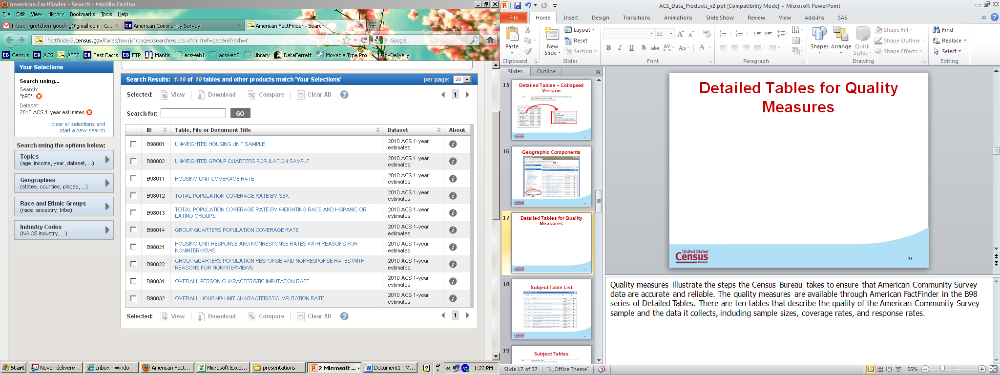 American FactFinder - Search - Mozilla Firefox
File Edit View History Bookmarks Tools Help
Inbox - gretchen.gooding@gmail.com - G...
American Community Survey
American FactFinder - Search
factfinder2.census.gov/faces/nav/jsf/pages/searchresults.xhtml?ref=geo&refresh=t
Google
Census ACS AFF2 Fast Facts FTP Mantis acsweb1 acsweb2 Library DataFerrett Movable Type Pro GovDelivery
Your Selections
Search using...
Search:
"b98*"
Dataset:
2010 ACS 1-year estimates
clear all selections and
start a new search
Search using the options below:
Topics
(age, income, year, dataset, ...)
Geographies
(states, counties, places, ...)
Race and Ethnic Groups
(race, ancestry, tribe)
Industry Codes
(NAICS industry, ...)
Search Results: 1-10 of 10 tables and other products match 'Your Selections'
per page: 25
Selected: View Download Compare Clear All ? 1
Search for: GO
ID Table, File or Document Title Dataset About
B98001 UNWEIGHTED HOUSING UNIT SAMPLE 2010 ACS 1-year
estimates
B98002 UNWEIGHTED GROUP QUARTERS POPULATION SAMPLE 2010 ACS 1-year
estimates
B98011 HOUSING UNIT COVERAGE RATE 2010 ACS 1-year
estimates
B98012 TOTAL POPULATION COVERAGE RATE BY SEX 2010 ACS 1-year
estimates
B98013 TOTAL POPULATION COVERAGE RATE BY WEIGHTING RACE AND HISPANIC OR
LATINO GROUPS 2010 ACS 1-year
estimates
B98014 GROUP QUARTERS POPULATION COVERAGE RATE 2010 ACS 1-year
estimates
B98021 HOUSING UNIT RESPONSE AND NONRESPONSE RATES WITH REASONS FOR
NONINTERVIEWS 2010 ACS 1-year
estimates
B98022 GROUP QUARTERS POPULATION RESPONSE AND NONRESPONSE RATES WITH
REASONS FOR NONINTERVIEWS 2010 ACS 1-year
estimates
B98031 OVERALL PERSON CHARACTERISTIC IMPUTATION RATE 2010 ACS 1-year
estimates
B98032 OVERALL HOUSING UNIT CHARACTERISTIC IMPUTATION RATE 2010 ACS 1-year
estimates
Selected: View Download Compare Clear All ? 1
Start Novell-delivere... Inbox - Windo... American Fact... Microsoft Exce... presentations 2 Microsoft ... Document1 - M... 1:22 PM
ACS_Data_Products_v2.ppt [Compatibility Mode] - Microsoft PowerPoint
File Home Insert Design Transitions Animations Slide Show Review View Add-Ins SAS
Paste
Clipboard
New
Slide
Layout
Reset
Section
Slides
32
Font
Paragraph
Shapes Arrange Quick
Styles
Shape Fill
Shape Outline
Shape Effects
Drawing
Find
Replace
Select
Editing
Slides Outline
15
Detailed Tables – Collapsed
Version
16
Geographic Components
17
Detailed Tables for Quality
Measures
18
Subject Table List
19
Subject Tables
Detailed Tables for Quality
Measures
United States
Census
Bureau
17
Quality measures illustrate the steps the Census Bureau takes to ensure that American Community Survey
data are accurate and reliable. The quality measures are available through American FactFinder in the B98
series of Detailed Tables. There are ten tables that describe the quality of the American Community Survey
sample and the data it collects, including sample sizes, coverage rates, and response rates.
Slide 17 of 37 "1_Office Theme" 55%